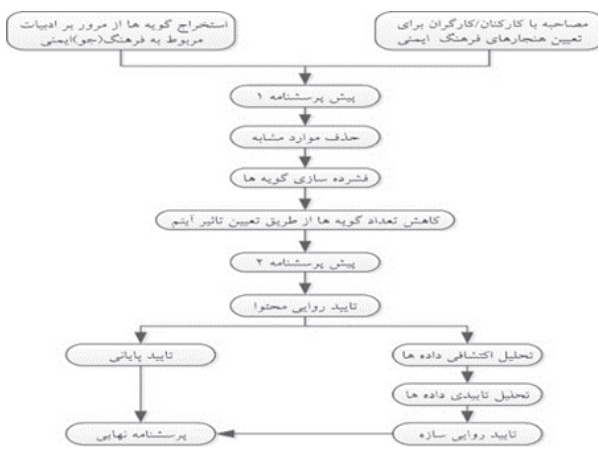 مصاحبه با کارکنان/کارگران برای
تعیین هنجارهای فرهنگ ایمنی
استخراج گویه ها از مرور بر ادبیات
مربوط به فرهنگ(جو)ایمنی
پیش پرسشنامه ۱
حذف موارد مشابه
فشرده سازی گویه ها
کاهش تعداد گویه ها از طریق تعیین تاثیر آیتم
پیش پرسشنامه ۲
تایید روایی محتوا
تحلیل اکتشافی داده ها
تایید پایانی
تحلیل تاییدی داده ها
تایید روایی سازه
پرسشنامه نهایی